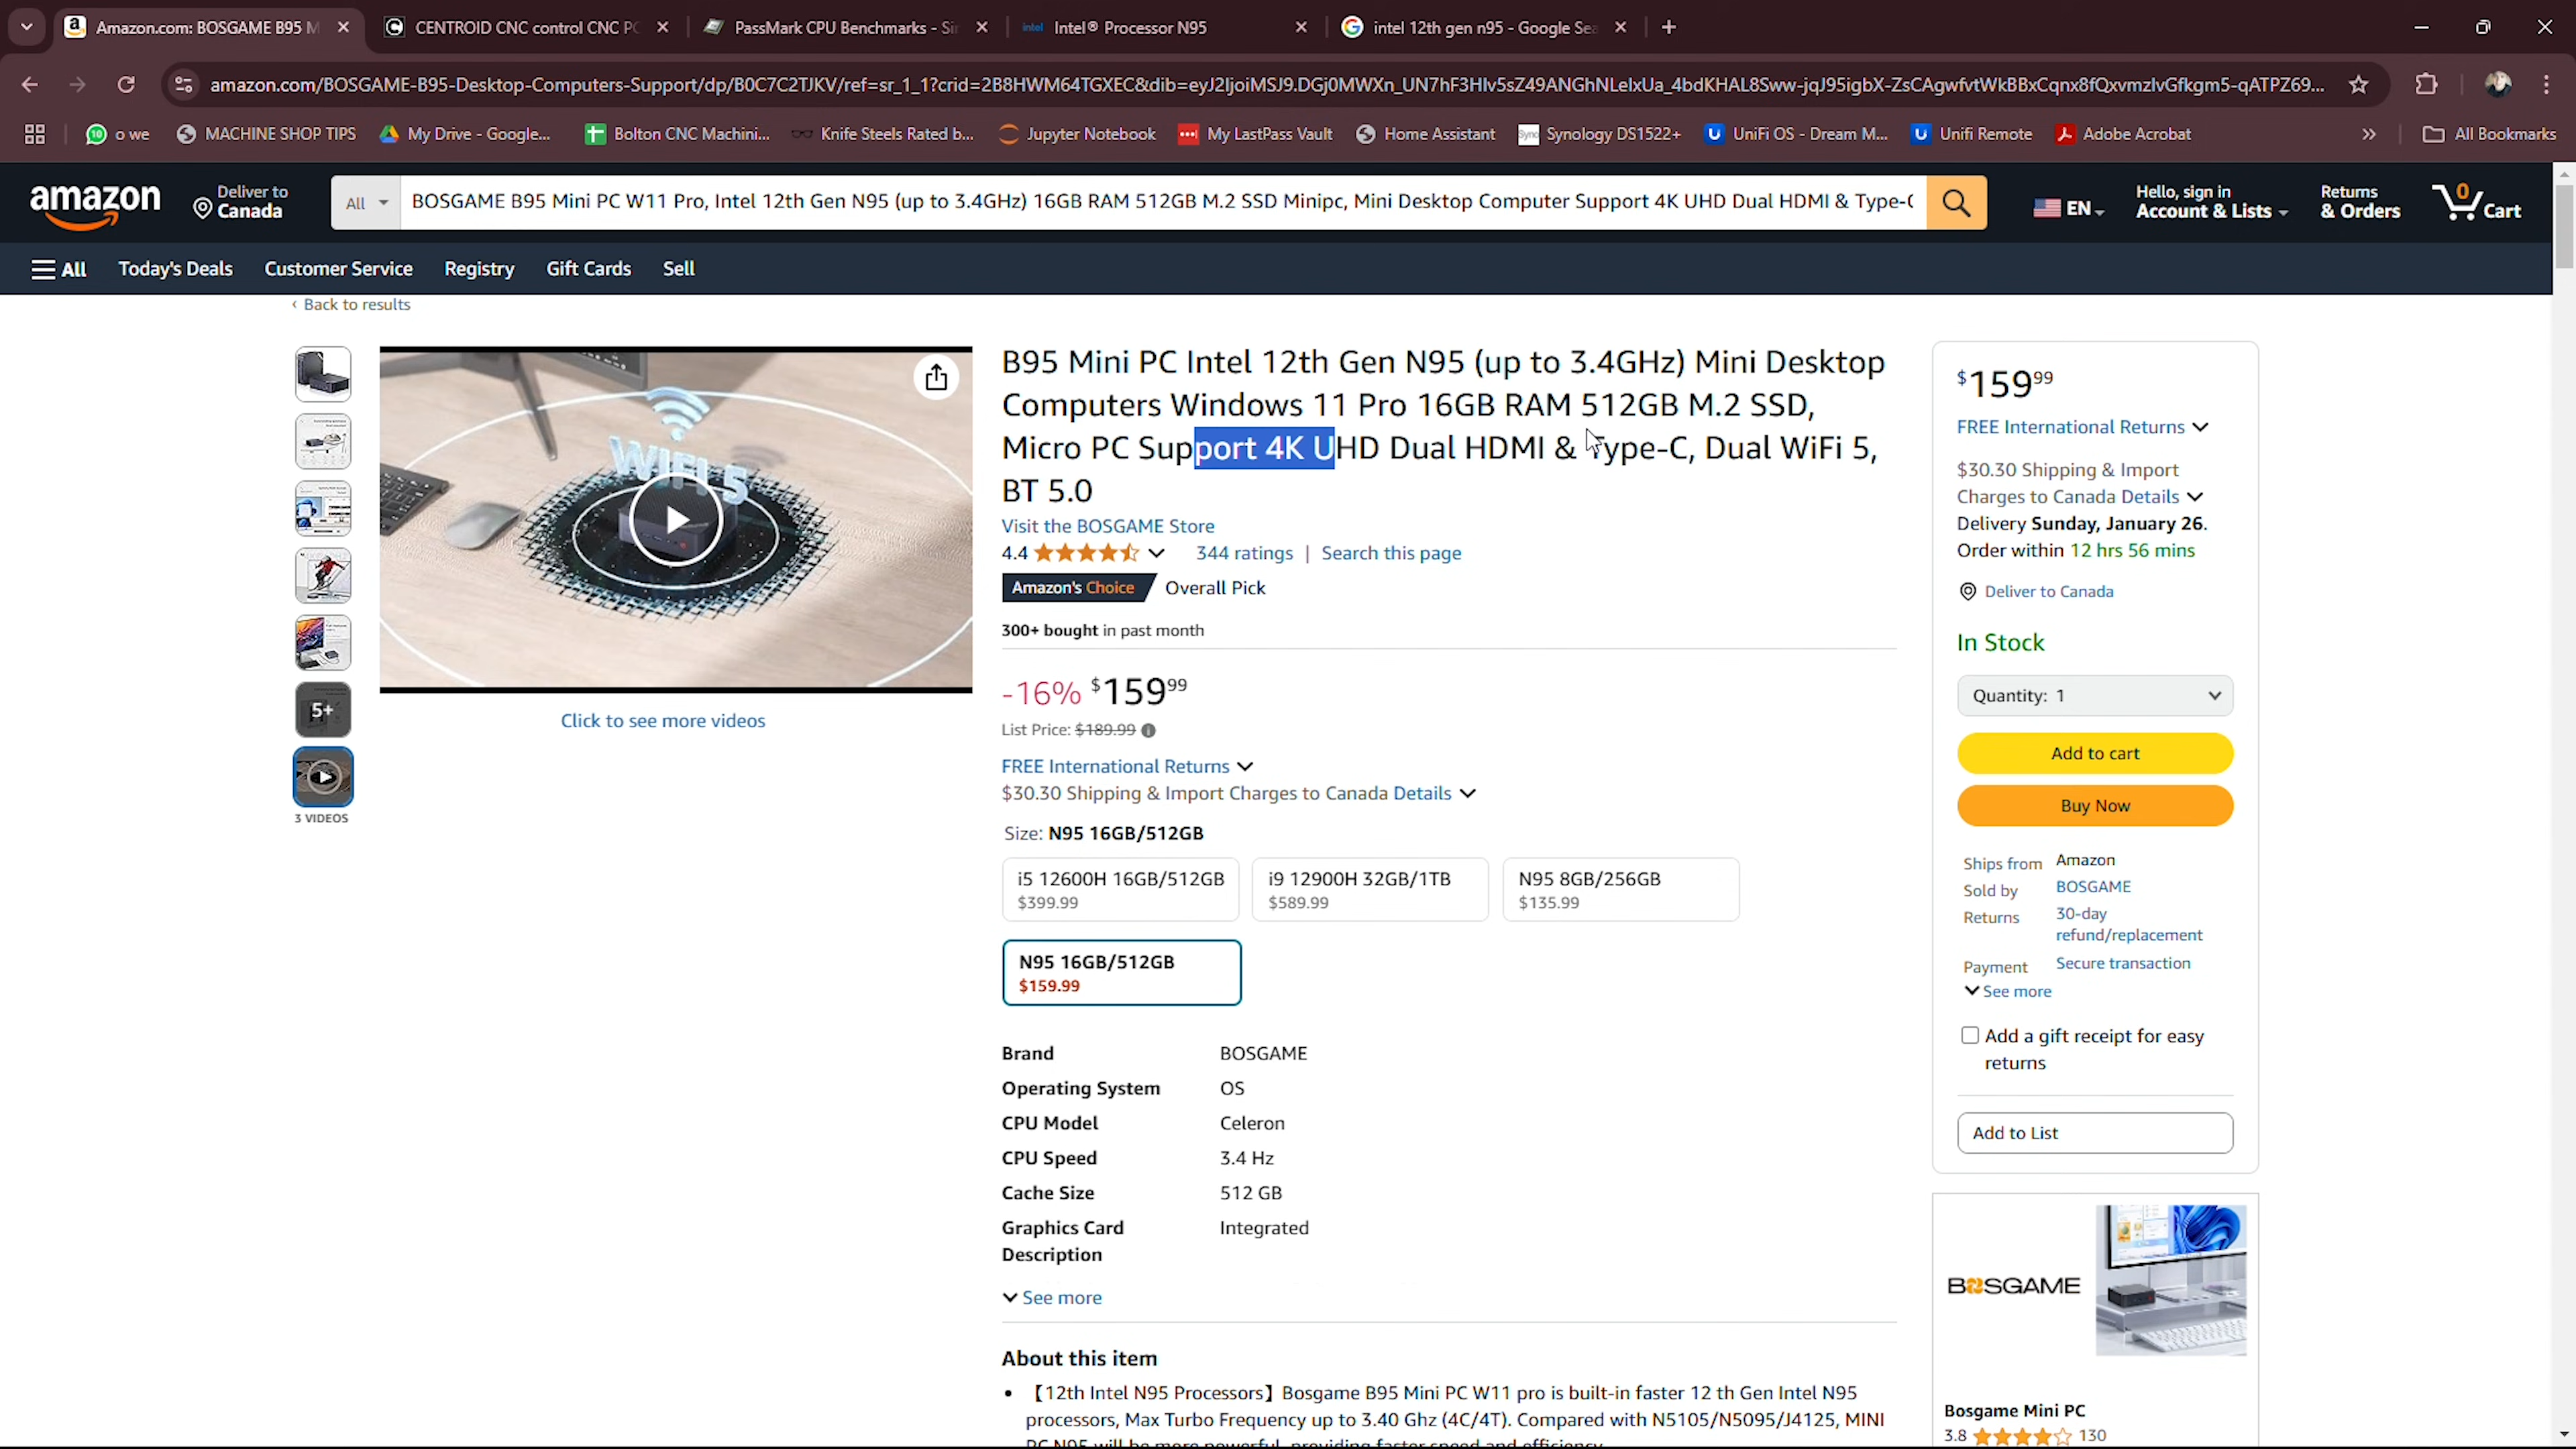 Amazon.com: BOSGAME B95 M
CENTROID CNC control CNC PC
PassMark CPU Benchmarks - Sin
intel Intel® Processor N95
intel 12th gen n95 - Google Sea
amazon.com/BOSGAME-B95-Desktop-Computers-Support/dp/B0C7C2TJKV/ref=sr_1_1?crid=2B8HWM64TGXEC&dib=
o we
MACHINE SHOP TIPS
My Drive - Google...
Bolton CNC Machini...
Knife Steels Rated b...
Jupyter Notebook
My LastPass Vault
Home Assistant
Synology DS1522+
UniFi OS - Dream M...
Unifi Remote
Adobe Acrobat
All Bookmarks
amazon
Deliver to
Canada
All
BOSGAME B95 Mini PC W11 Pro, Intel 12th Gen N95 (up to 3.4GHz) 16GB RAM 512GB M.2 SSD Minipc, Mini Desktop Computer Support 4K UHD Dual HDMI & Type-C
EN
Hello, sign in
Account & Lists
Returns
& Orders
0
Cart
All
Today's Deals
Customer Service
Registry
Gift Cards
Sell
‹ Back to results
WIFI 5
5+
3 VIDEOS
Click to see more videos
B95 Mini PC Intel 12th Gen N95 (up to 3.4GHz) Mini Desktop
Computers Windows 11 Pro 16GB RAM 512GB M.2 SSD,
Micro PC Support 4K UHD Dual HDMI & Type-C, Dual WiFi 5,
BT 5.0
Visit the BOSGAME Store
4.4
344 ratings | Search this page
Amazon's Choice Overall Pick
300+ bought in past month
-16% $159.99
List Price: $189.99
FREE International Returns
$30.30 Shipping & Import Charges to Canada Details
Size: N95 16GB/512GB
i5 12600H 16GB/512GB
$399.99
i9 12900H 32GB/1TB
$589.99
N95 8GB/256GB
$135.99
N95 16GB/512GB
$159.99
Brand BOSGAME
Operating System OS
CPU Model Celeron
CPU Speed 3.4 Hz
Cache Size 512 GB
Graphics Card Integrated
Description
See more
About this item
• 【12th Intel N95 Processors】Bosgame B95 Mini PC W11 pro is built-in faster 12 th Gen Intel N95
processors, Max Turbo Frequency up to 3.40 Ghz (4C/4T). Compared with N5105/N5095/J4125, MINI
PC N95 will be more powerful, providing faster speed and efficiency
$159.99
FREE International Returns
$30.30 Shipping & Import
Charges to Canada Details
Delivery Sunday, January 26.
Order within 12 hrs 56 mins
Deliver to Canada
In Stock
Quantity: 1
Add to cart
Buy Now
Ships from Amazon
Sold by BOSGAME
Returns 30-day
refund/replacement
Payment Secure transaction
See more
Add a gift receipt for easy
returns
Add to List
BOSGAME
Bosgame Mini PC
3.8 130